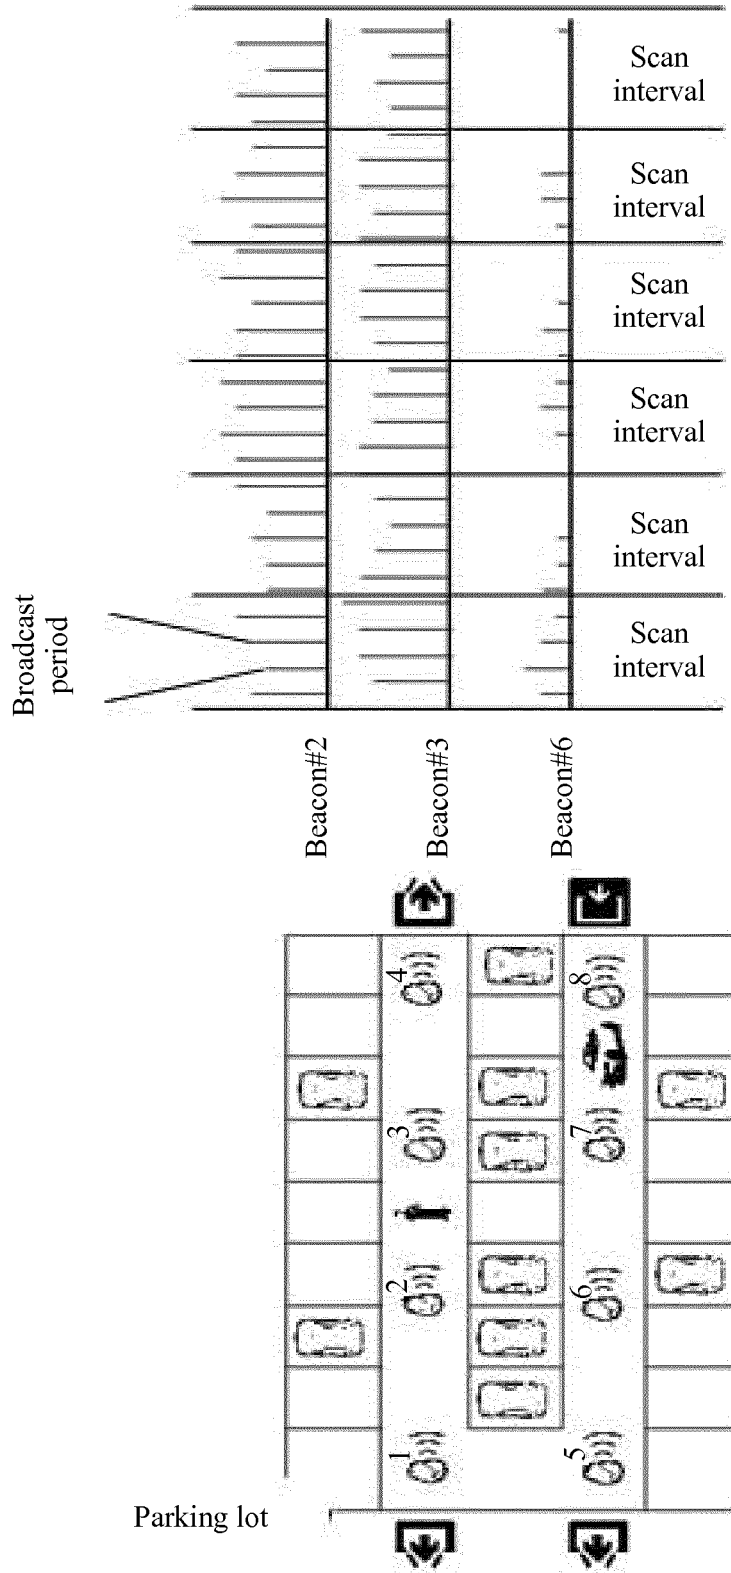 Scan
interval
Scan
interval
Scan
interval
Scan
interval
Scan
interval
Scan
interval
Broadcast
period
Beacon#2
Beacon#3
Beacon#6
4
8
3
7
2
6
1
5
Parking lot